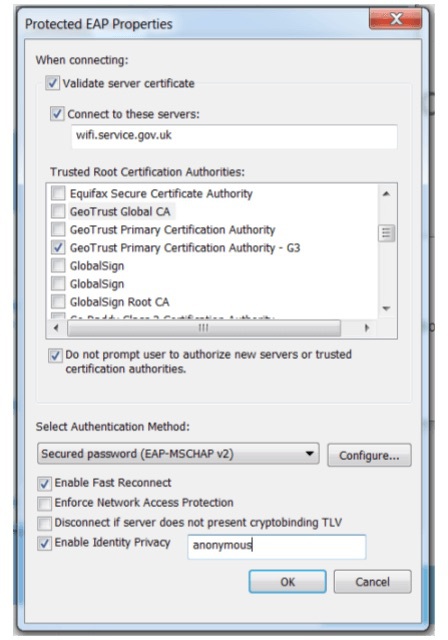 Protected EAP Properties
When connecting:
Validate server certificate
Connect to these servers:
wifi.service.gov.uk
Trusted Root Certification Authorities:
Equifax Secure Certificate Authority
GeoTrust Global CA
GeoTrust Primary Certification Authority
GeoTrust Primary Certification Authority - G3
GlobalSign
GlobalSign
GlobalSign Root CA
Do not prompt user to authorize new servers or trusted
certification authorities.
Select Authentication Method:
Secured password (EAP-MSCHAP v2)
Configure...
Enable Fast Reconnect
Enforce Network Access Protection
Disconnect if server does not present cryptobinding TLV
Enable Identity Privacy
anonymous
OK
Cancel